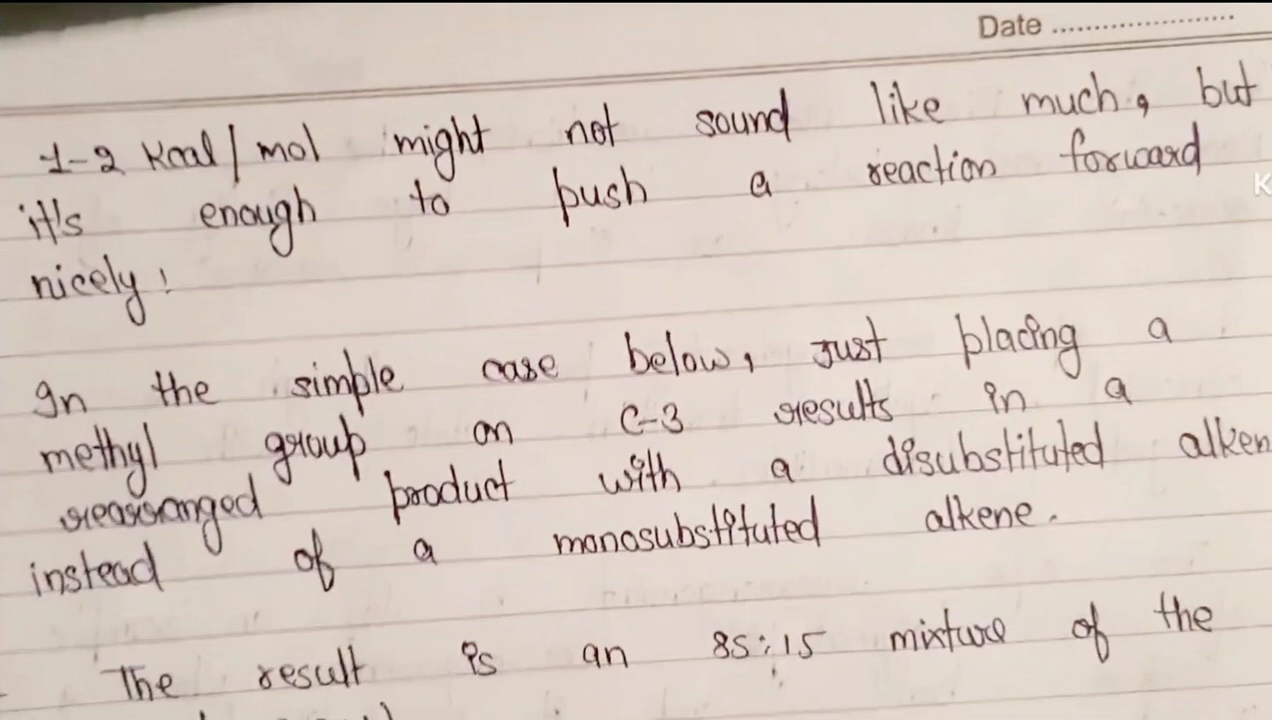 Date ........................
1-2 Kcal/mol might not sound like much, but
it's enough to push a reaction forward
nicely!
In the simple case below, Just placing a
methyl group on C-3 results in a
rearranged product with a disubstituted alken
instead of a monosubstituted alkene.
The result is an 85:15 mixture of the